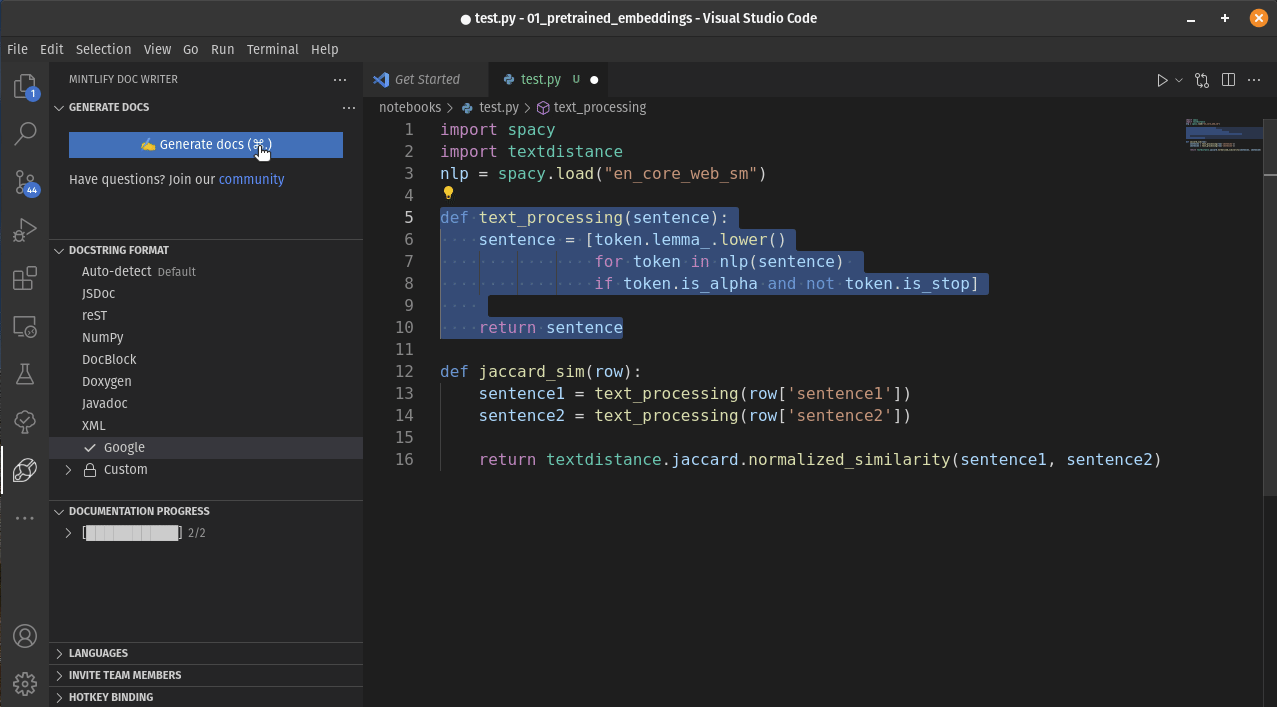 ● test.py - 01_pretrained_embeddings - Visual Studio Code
File Edit Selection View Go Run Terminal Help
MINTLIFY DOC WRITER
GENERATE DOCS
✍️ Generate docs (⌘.)
Have questions? Join our community
DOCSTRING FORMAT
Auto-detect Default
JSDoc
reST
NumPy
DocBlock
Doxygen
Javadoc
XML
Google
Custom
DOCUMENTATION PROGRESS
[██████████] 2/2
LANGUAGES
INVITE TEAM MEMBERS
HOTKEY BINDING
1
44
Get Started
test.py U ●
notebooks > test.py > text_processing
1 import spacy
2 import textdistance
3 nlp = spacy.load("en_core_web_sm")
4
5 def text_processing(sentence):
6     sentence = [token.lemma_.lower()
7                 for token in nlp(sentence)
8                 if token.is_alpha and not token.is_stop]
9
10     return sentence
11
12 def jaccard_sim(row):
13     sentence1 = text_processing(row['sentence1'])
14     sentence2 = text_processing(row['sentence2'])
15
16     return textdistance.jaccard.normalized_similarity(sentence1, sentence2)